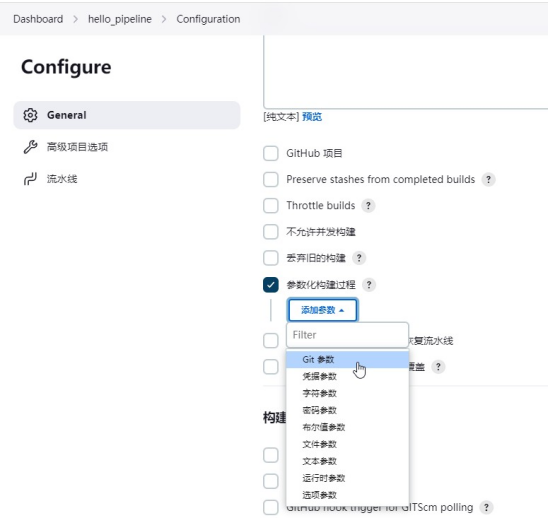 Dashboard > hello_pipeline > Configuration
Configure
General
高级项目选项
流水线
[纯文本] 预览
GitHub 项目
Preserve stashes from completed builds ?
Throttle builds ?
不允许并发构建
丢弃旧的构建 ?
参数化构建过程 ?
添加参数
Filter
恢复流水线
Git 参数
覆盖 ?
凭据参数
字符参数
密码参数
构建
布尔值参数
文件参数
文本参数
运行时参数
选项参数
GitHub hook trigger for GITScm polling ?